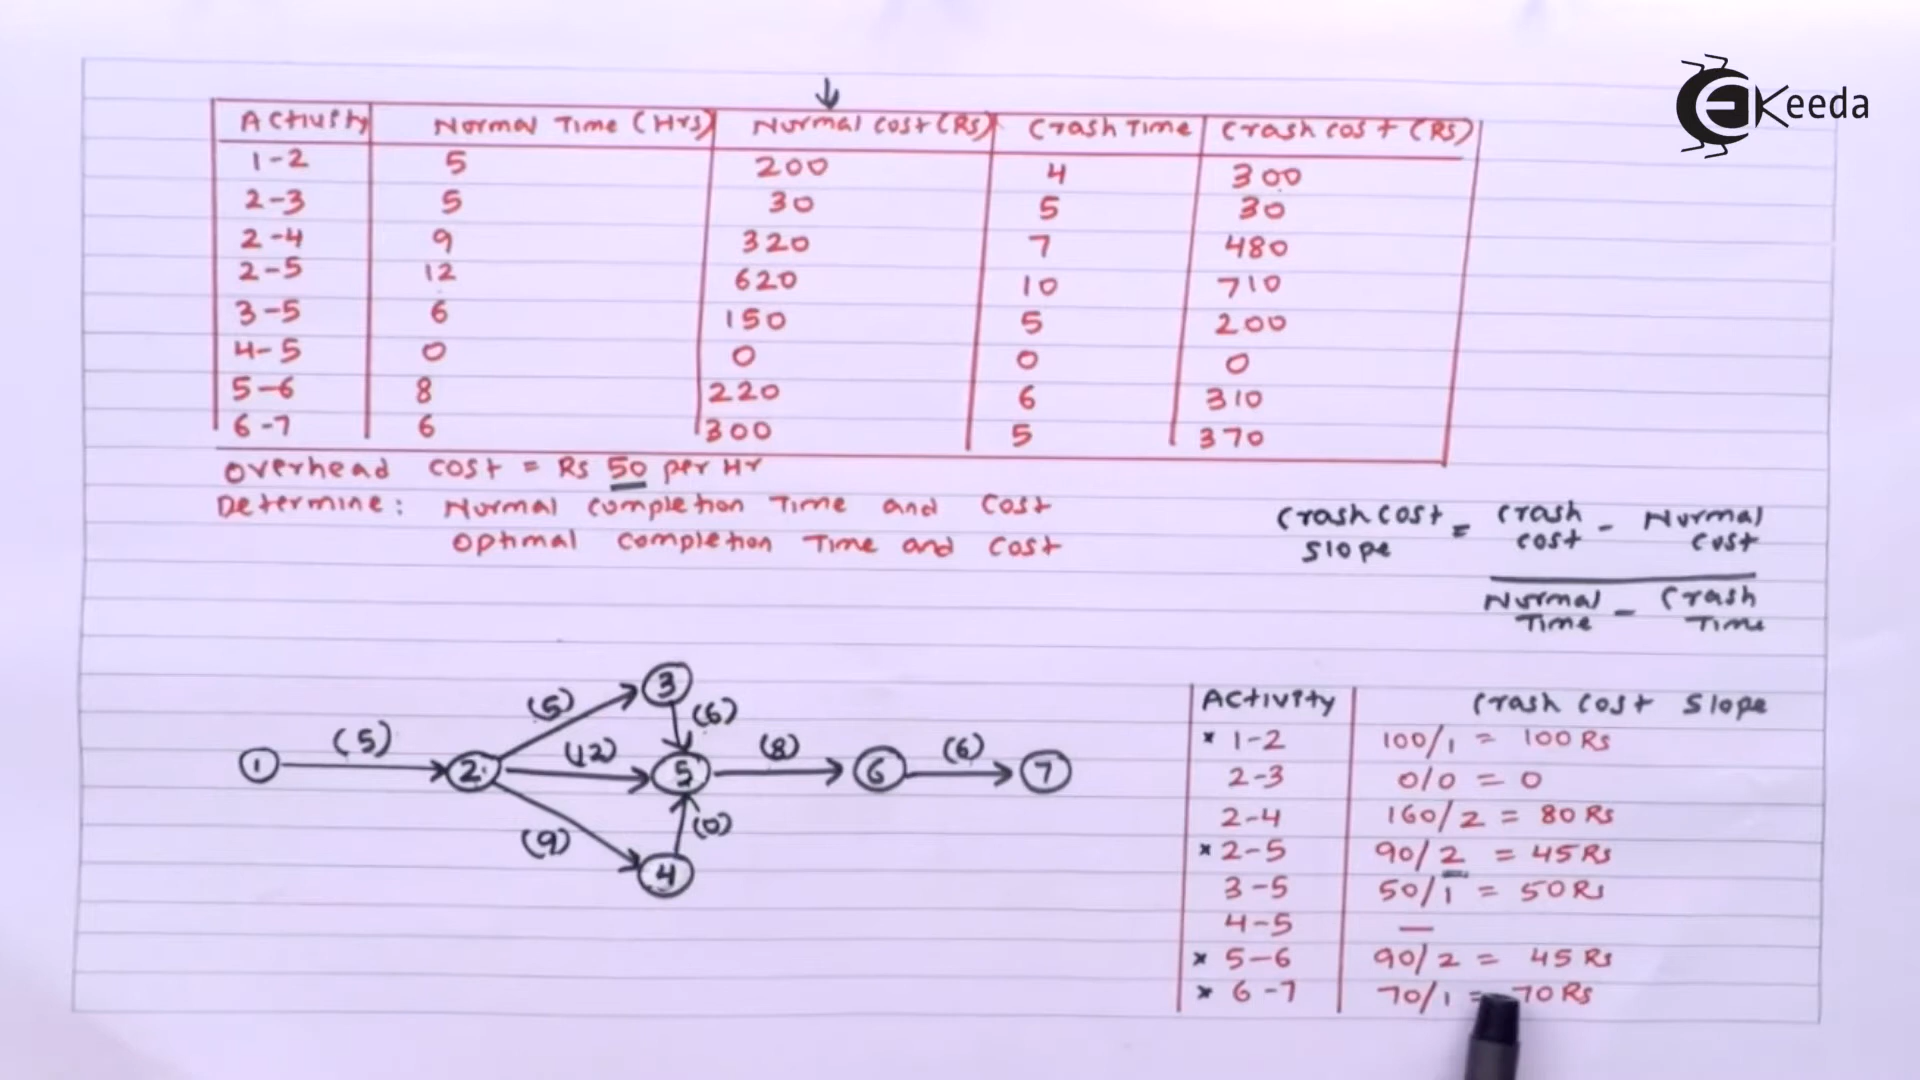 EKeeda
Activity Normal Time (Hrs) Normal Cost (Rs) Crash Time Crash cost (Rs)
1-2 5 200 4 300
2-3 5 30 5 30
2-4 9 320 7 480
2-5 12 620 10 710
3-5 6 150 5 200
4-5 0 0 0 0
5-6 8 220 6 310
6-7 6 300 5 370
Overhead cost = Rs 50 per Hr
Determine: Normal completion Time and Cost
Optimal completion Time and Cost
Crash cost slope = Crash cost - Normal cost
Normal Time - Crash Time
1 (5) 2 (5) 3 (6) (12) 5 (8) 6 (6) 7
(9) 4 (0)
Activity Crash cost slope
* 1-2 100/1 = 100 Rs
2-3 0/0 = 0
2-4 160/2 = 80 Rs
* 2-5 90/2 = 45 Rs
3-5 50/1 = 50 Rs
4-5 —
* 5-6 90/2 = 45 Rs
* 6-7 70/1 = 70 Rs